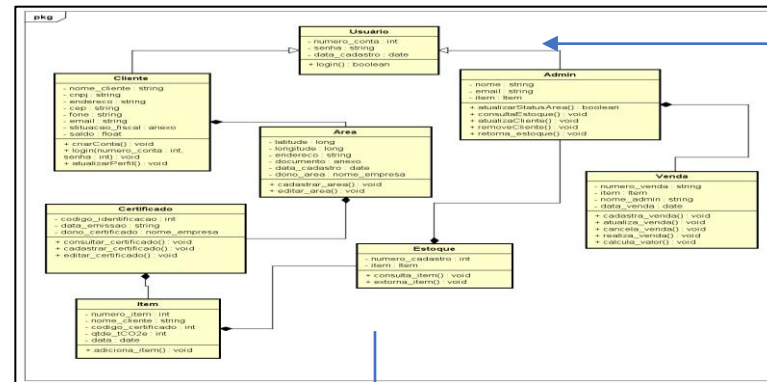 pkg
Usuário
- numero_conta : int
- senha : string
- data_cadastro : date
+ login() : boolean
Cliente
- nome_cliente : string
- cnpj : string
- endereco : string
- cep : string
- fone : string
- email : string
- stituacao_fiscal : anexo
- saldo : float
+ criarConta() : void
+ login(numero_conta : int, senha : int) : void
+ atualizarPerfil() : void
Admin
- nome : string
- email : string
- item : Item
+ atualizarStatusArea() : boolean
+ consultaEstoque() : void
+ atualizaCliente() : void
+ removeCliente() : void
+ retorna_estoque() : void
Area
- latitude : long
- longitud : long
- endereco : string
- documento : anexo
- data_cadastro : date
- dono_area : nome_empresa
+ cadastrar_area() : void
+ editar_area() : void
Venda
- numero_venda : string
- item : Item
- nome_admin : string
- data_venda : date
+ cadastra_venda() : void
+ atualiza_venda() : void
+ cancela_venda() : void
+ realiza_venda() : void
+ calcula_valor() : void
Certificado
- codigo_identificacao : int
- data_emissao : string
- dono_certificado : nome_empresa
+ consultar_certificado() : void
+ cadastrar_certificado() : void
+ editar_certificado() : void
Estoque
- numero_cadastro : int
- item : Item
+ consulta_item() : void
+ extorna_item() : void
Item
- numero_item : int
- nome_cliente : string
- codigo_certificado : int
- qtde_tCO2e : int
- data : date
+ adiciona_item() : void